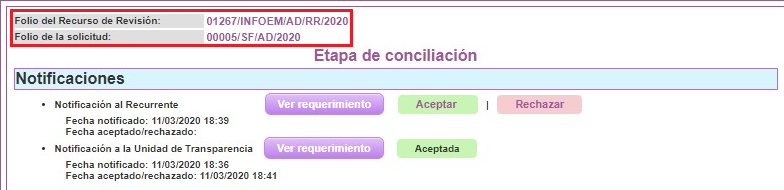 Folio del Recurso de Revisión: 01267/INFOEM/AD/RR/2020
Folio de la solicitud: 00005/SF/AD/2020
Etapa de conciliación
Notificaciones
• Notificación al Recurrente Ver requerimiento Aceptar | Rechazar
Fecha notificado: 11/03/2020 18:39
Fecha aceptado/rechazado:
• Notificación a la Unidad de Transparencia Ver requerimiento Aceptada
Fecha notificado: 11/03/2020 18:36
Fecha aceptado/rechazado: 11/03/2020 18:41